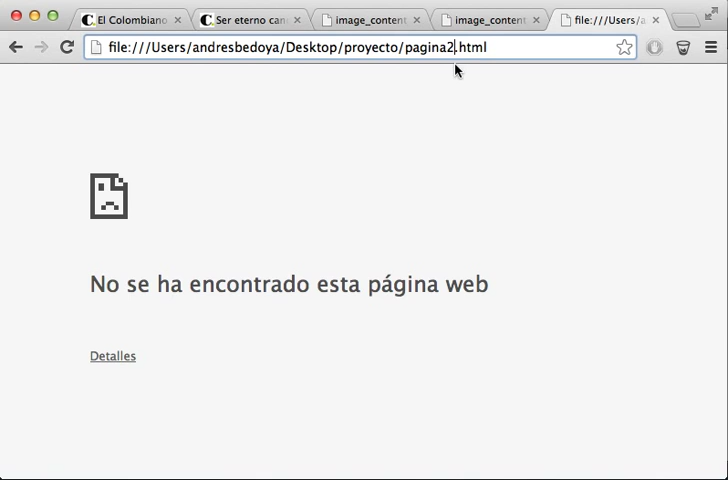 El Colombiano
Ser eterno can
image_content
image_content
file:///Users/a
file:///Users/andresbedoya/Desktop/proyecto/pagina2.html
No se ha encontrado esta página web
Detalles